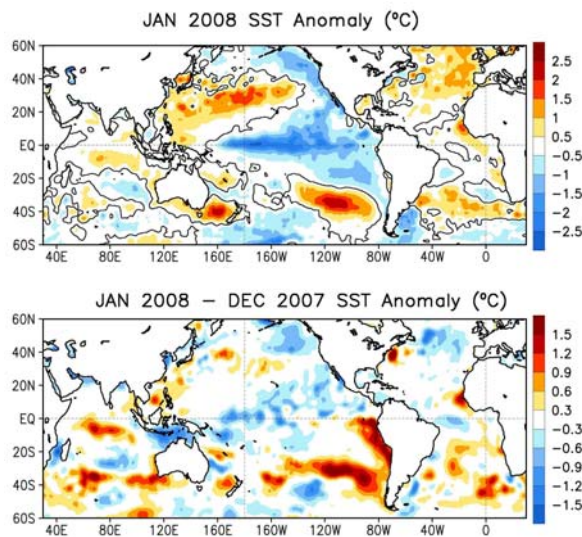 JAN 2008 SST Anomaly (ºC)
60N
40N
20N
EQ
20S
40S
60S
40E 80E 120E 160E 160W 120W 80W 40W 0
2.5
2
1.5
1
0.5
-0.5
-1
-1.5
-2
-2.5
JAN 2008 – DEC 2007 SST Anomaly (ºC)
60N
40N
20N
EQ
20S
40S
60S
40E 80E 120E 160E 160W 120W 80W 40W 0
1.5
1.2
0.9
0.6
0.3
-0.3
-0.6
-0.9
-1.2
-1.5